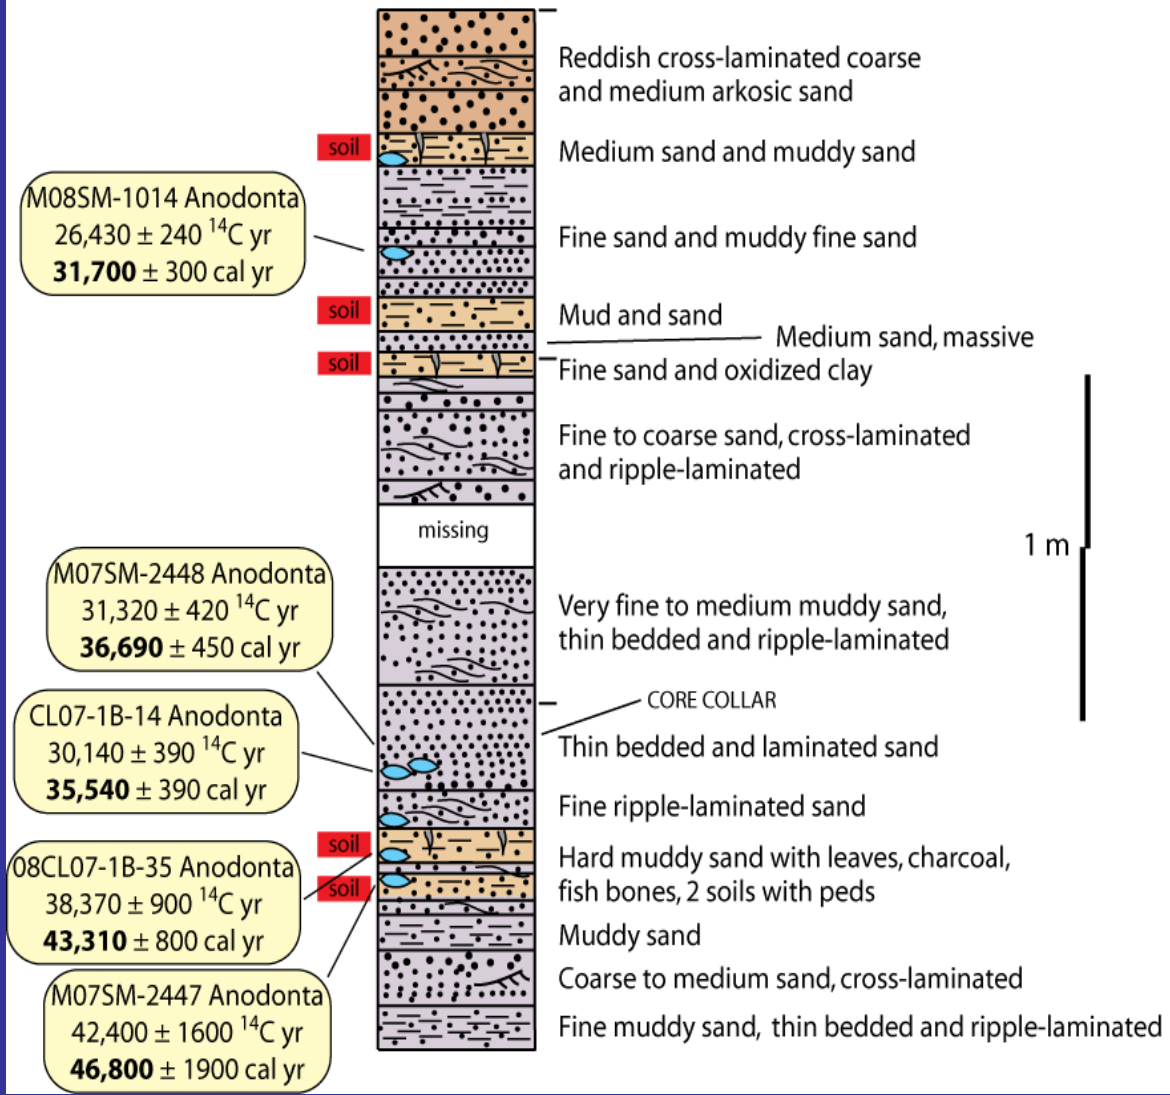 Reddish cross-laminated coarse
and medium arkosic sand
soil
Medium sand and muddy sand
M08SM-1014 Anodonta
26,430 ± 240 ¹⁴C yr
31,700 ± 300 cal yr
Fine sand and muddy fine sand
soil
Mud and sand
Medium sand, massive
soil
Fine sand and oxidized clay
Fine to coarse sand, cross-laminated
and ripple-laminated
missing
1 m
M07SM-2448 Anodonta
31,320 ± 420 ¹⁴C yr
36,690 ± 450 cal yr
Very fine to medium muddy sand,
thin bedded and ripple-laminated
CORE COLLAR
CL07-1B-14 Anodonta
30,140 ± 390 ¹⁴C yr
35,540 ± 390 cal yr
Thin bedded and laminated sand
Fine ripple-laminated sand
soil
08CL07-1B-35 Anodonta
38,370 ± 900 ¹⁴C yr
43,310 ± 800 cal yr
soil
Hard muddy sand with leaves, charcoal,
fish bones, 2 soils with peds
Muddy sand
Coarse to medium sand, cross-laminated
M07SM-2447 Anodonta
42,400 ± 1600 ¹⁴C yr
46,800 ± 1900 cal yr
Fine muddy sand, thin bedded and ripple-laminated